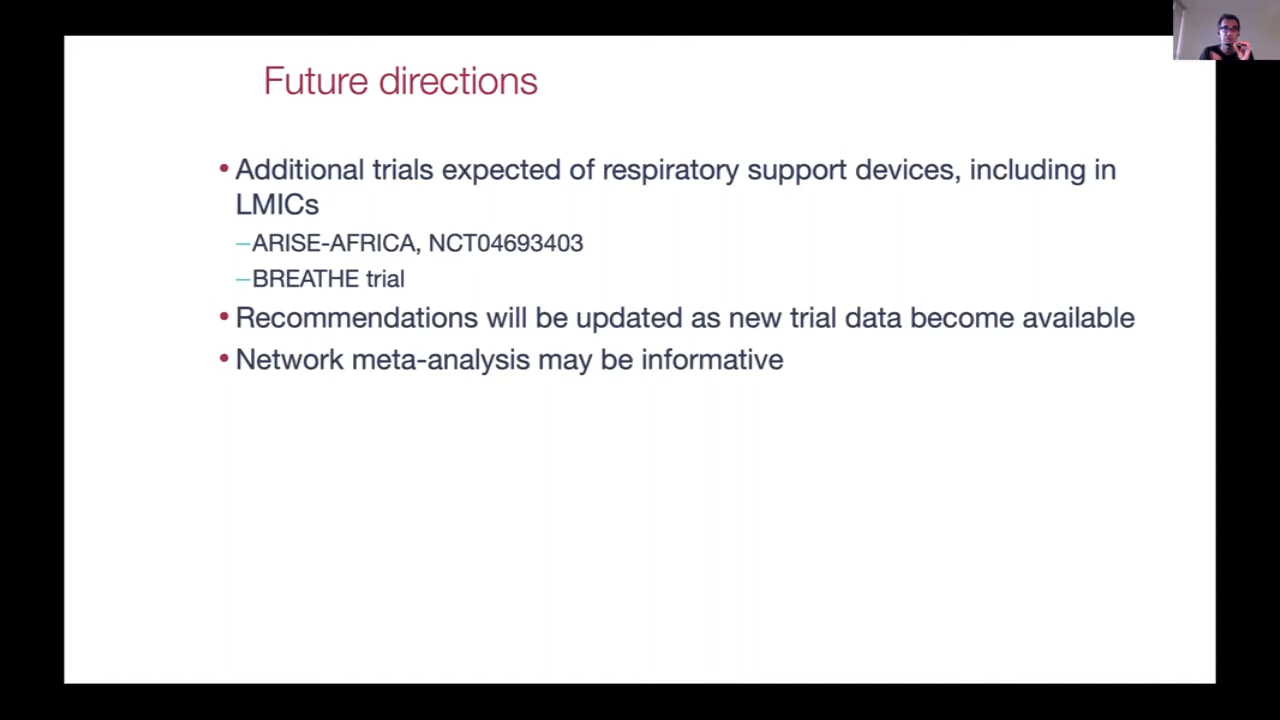 Future directions
• Additional trials expected of respiratory support devices, including in
LMICs
–ARISE-AFRICA, NCT04693403
–BREATHE trial
• Recommendations will be updated as new trial data become available
• Network meta-analysis may be informative